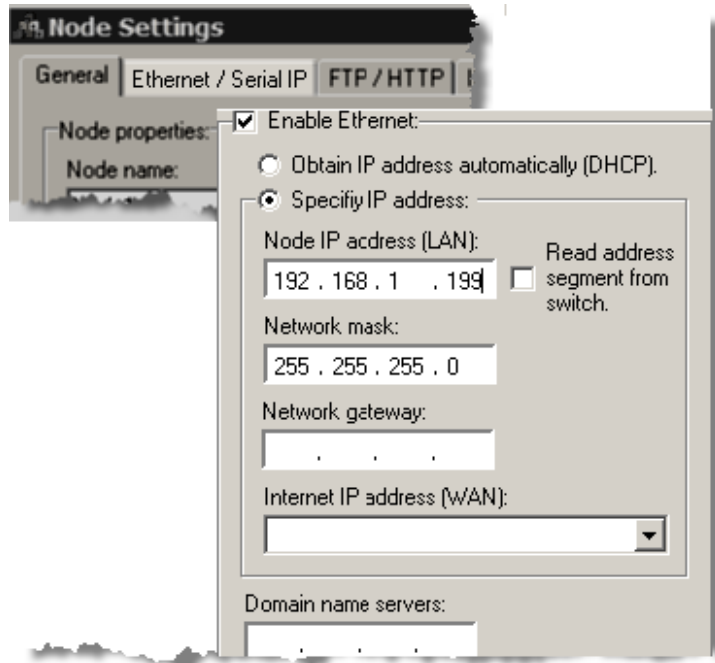 Node Settings
General
Ethernet / Serial IP
FTP / HTTP
Node properties:
Node name:
Enable Ethernet:
Obtain IP address automatically (DHCP).
Specifiy IP address:
Node IP address (LAN):
192 . 168 . 1 . 199
Read address
segment from
switch.
Network mask:
255 . 255 . 255 . 0
Network gateway:
. . .
Internet IP address (WAN):
Domain name servers:
. . .